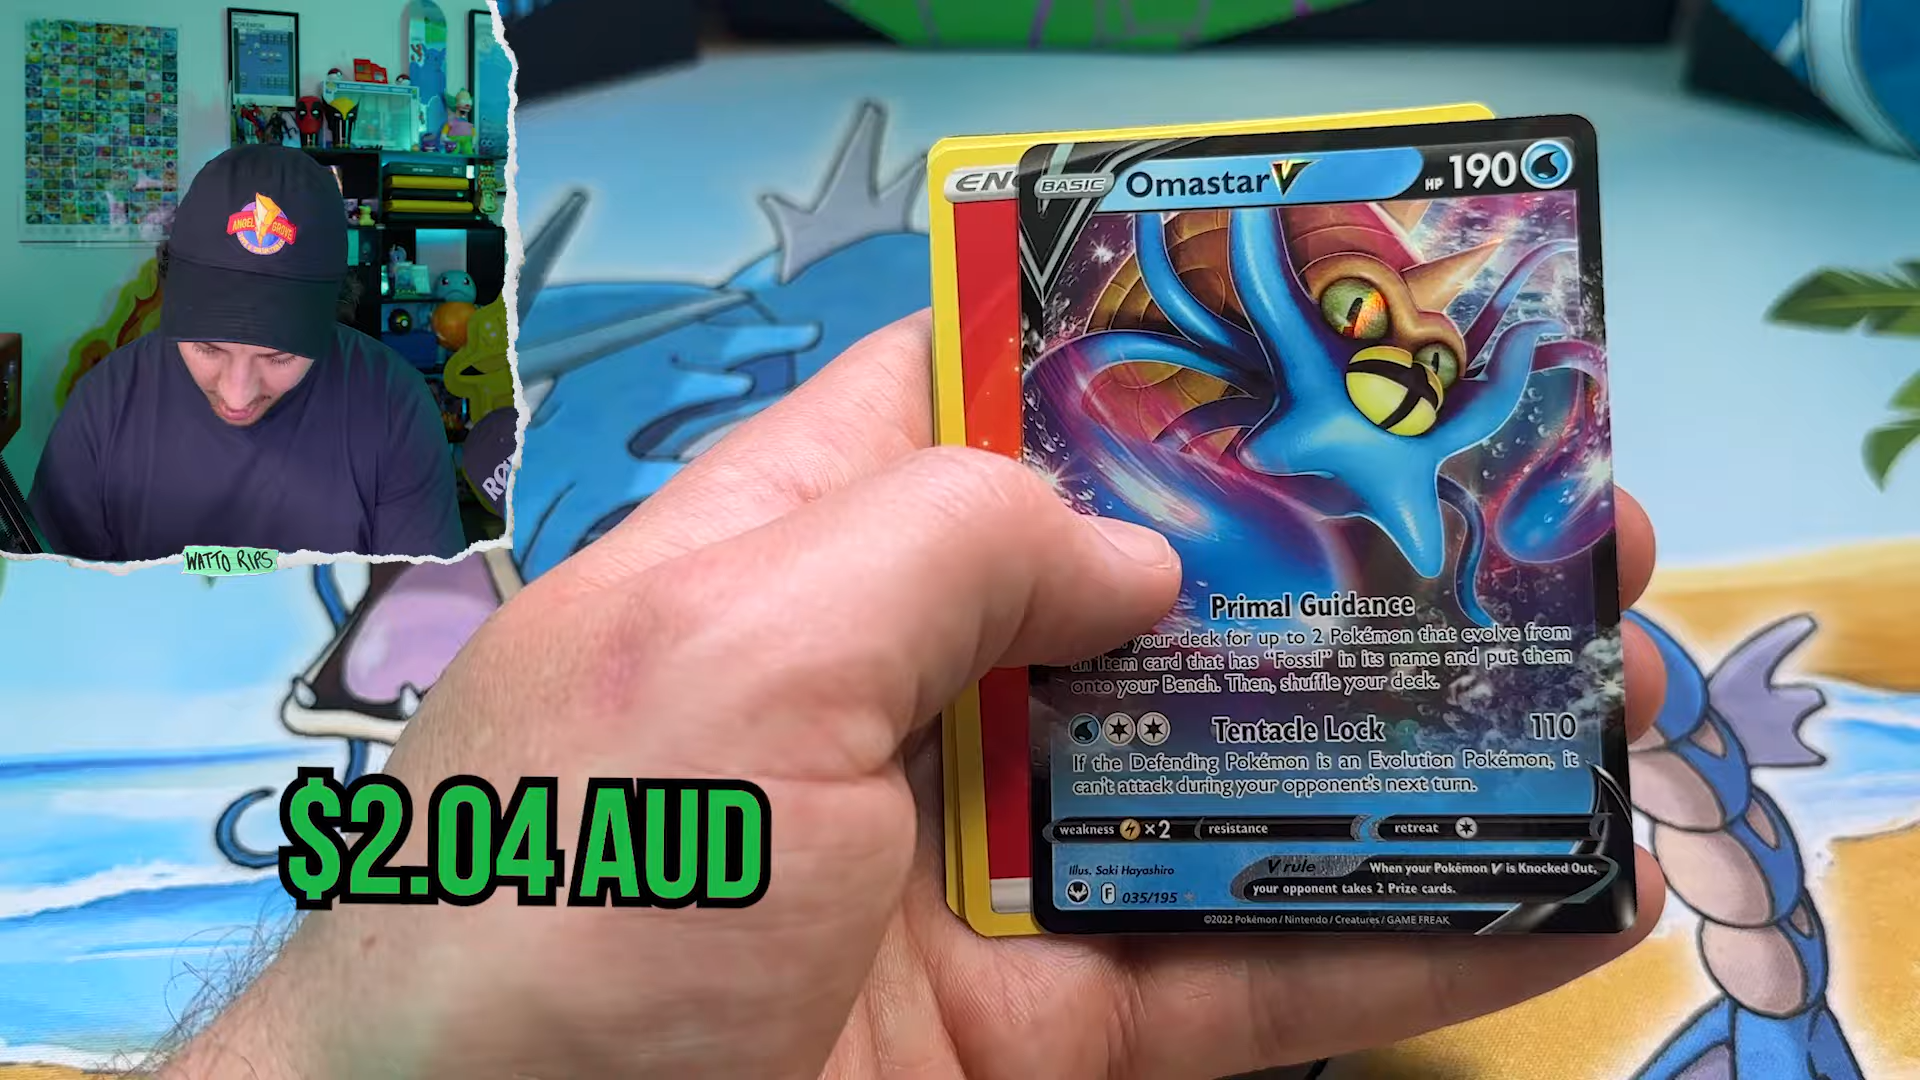 POKÉMON
ANGEL GROVE
WATTO RIPS
$2.04 AUD
EN
BASIC
Omastar V
HP 190
Primal Guidance
your deck for up to 2 Pokémon that evolve from
an Item card that has “Fossil” in its name and put them
onto your Bench. Then, shuffle your deck.
Tentacle Lock 110
If the Defending Pokémon is an Evolution Pokémon, it
can't attack during your opponent's next turn.
weakness ×2 resistance retreat
Illus. Saki Hayashiro
F 035/195
V rule When your Pokémon V is Knocked Out,
your opponent takes 2 Prize cards.
©2022 Pokémon / Nintendo / Creatures / GAME FREAK